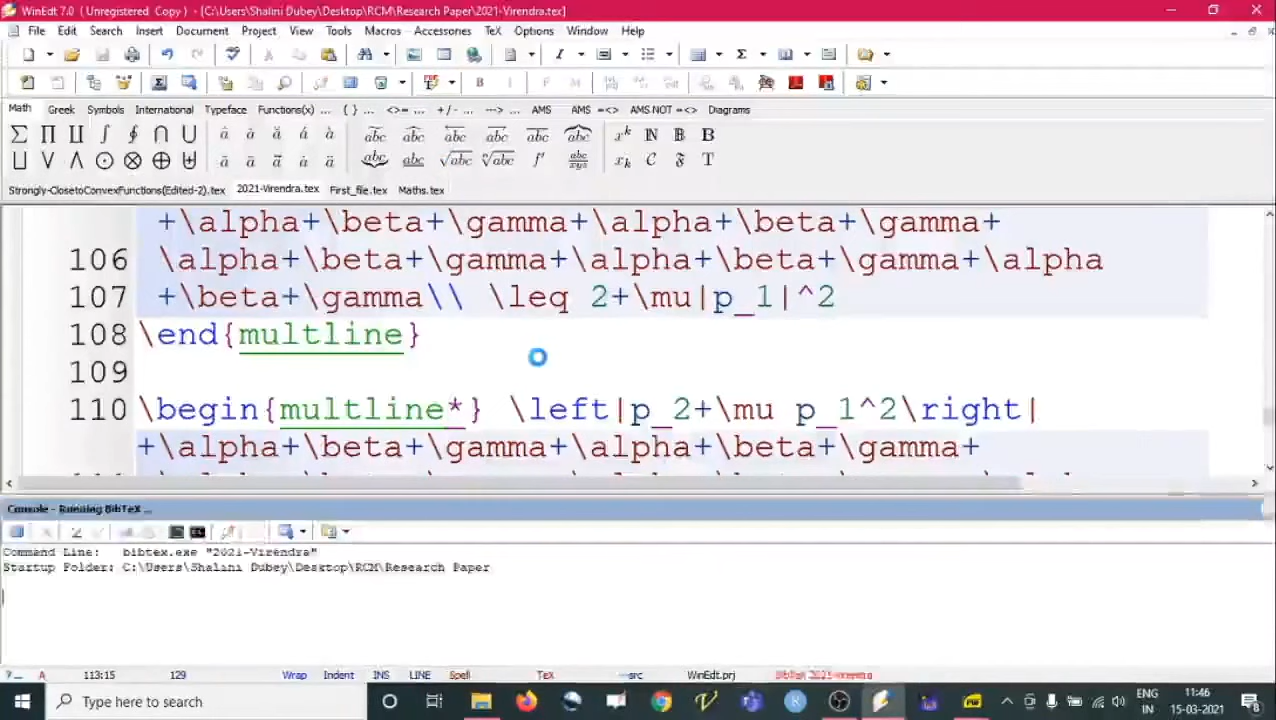 WinEdt 7.0 ( Unregistered Copy ) - [C:\Users\Shalini Dubey\Desktop\RCM\Research Paper\2021-Virendra.tex]
File Edit Search Insert Document Project View Tools Macros Accessories TeX Options Window Help
Math Greek Symbols International Typeface Functions(x) ... { } ... <>= ... +/- ... ---> ... AMS AMS =<> AMS NOT =<> Diagrams
Strongly-ClosetoConvexFunctions(Edited-2).tex 2021-Virendra.tex First_file.tex Maths.tex
+\alpha+\beta+\gamma+\alpha+\beta+\gamma+
106 \alpha+\beta+\gamma+\alpha+\beta+\gamma+\alpha
107 +\beta+\gamma\\ \leq 2+\mu|p_1|^2
108 \end{multline}
109
110 \begin{multline*} \left|p_2+\mu p_1^2\right|
+\alpha+\beta+\gamma+\alpha+\beta+\gamma+
Console - Running BibTeX ...
Command Line: bibtex.exe "2021-Virendra"
Startup Folder: C:\Users\Shalini Dubey\Desktop\RCM\Research Paper
A 113:15 129 Wrap Indent INS LINE Spell TeX --src WinEdt.prj
Type here to search
ENG 11:46
IN 15-03-2021